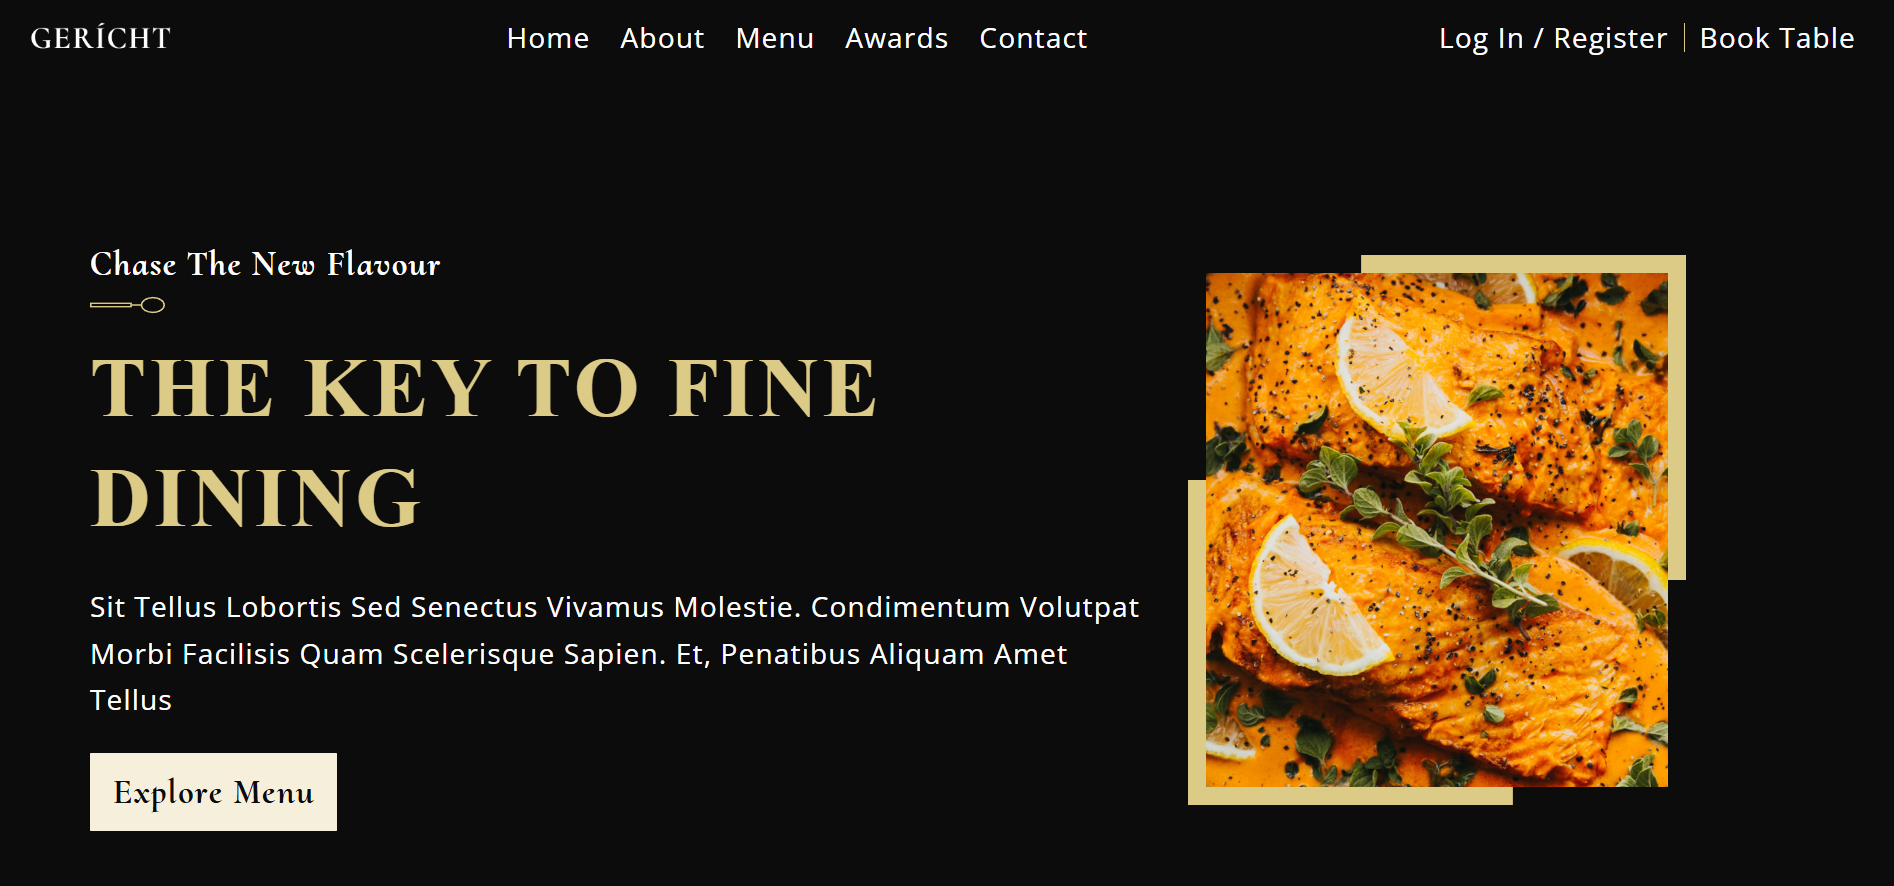 GERÍCHT
Home About Menu Awards Contact
Log In / Register Book Table
Chase The New Flavour
THE KEY TO FINE
DINING
Sit Tellus Lobortis Sed Senectus Vivamus Molestie. Condimentum Volutpat
Morbi Facilisis Quam Scelerisque Sapien. Et, Penatibus Aliquam Amet
Tellus
Explore Menu